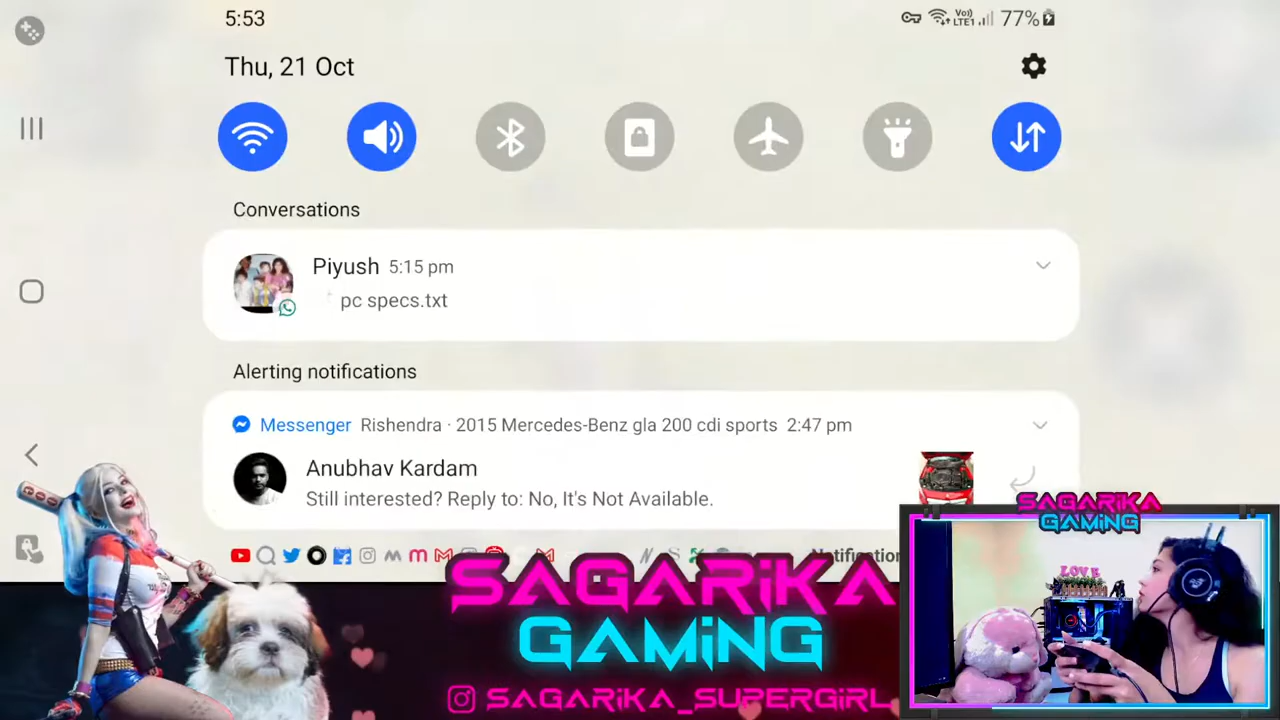 5:53
Vo)) LTE1 77%
Thu, 21 Oct
Conversations
Piyush 5:15 pm
pc specs.txt
Alerting notifications
Messenger Rishendra · 2015 Mercedes-Benz gla 200 cdi sports 2:47 pm
Anubhav Kardam
Still interested? Reply to: No, It's Not Available.
SAGARIKA
GAMING
SAGARIKA_SUPERGIRL
SAGARIKA
GAMING
LOVE